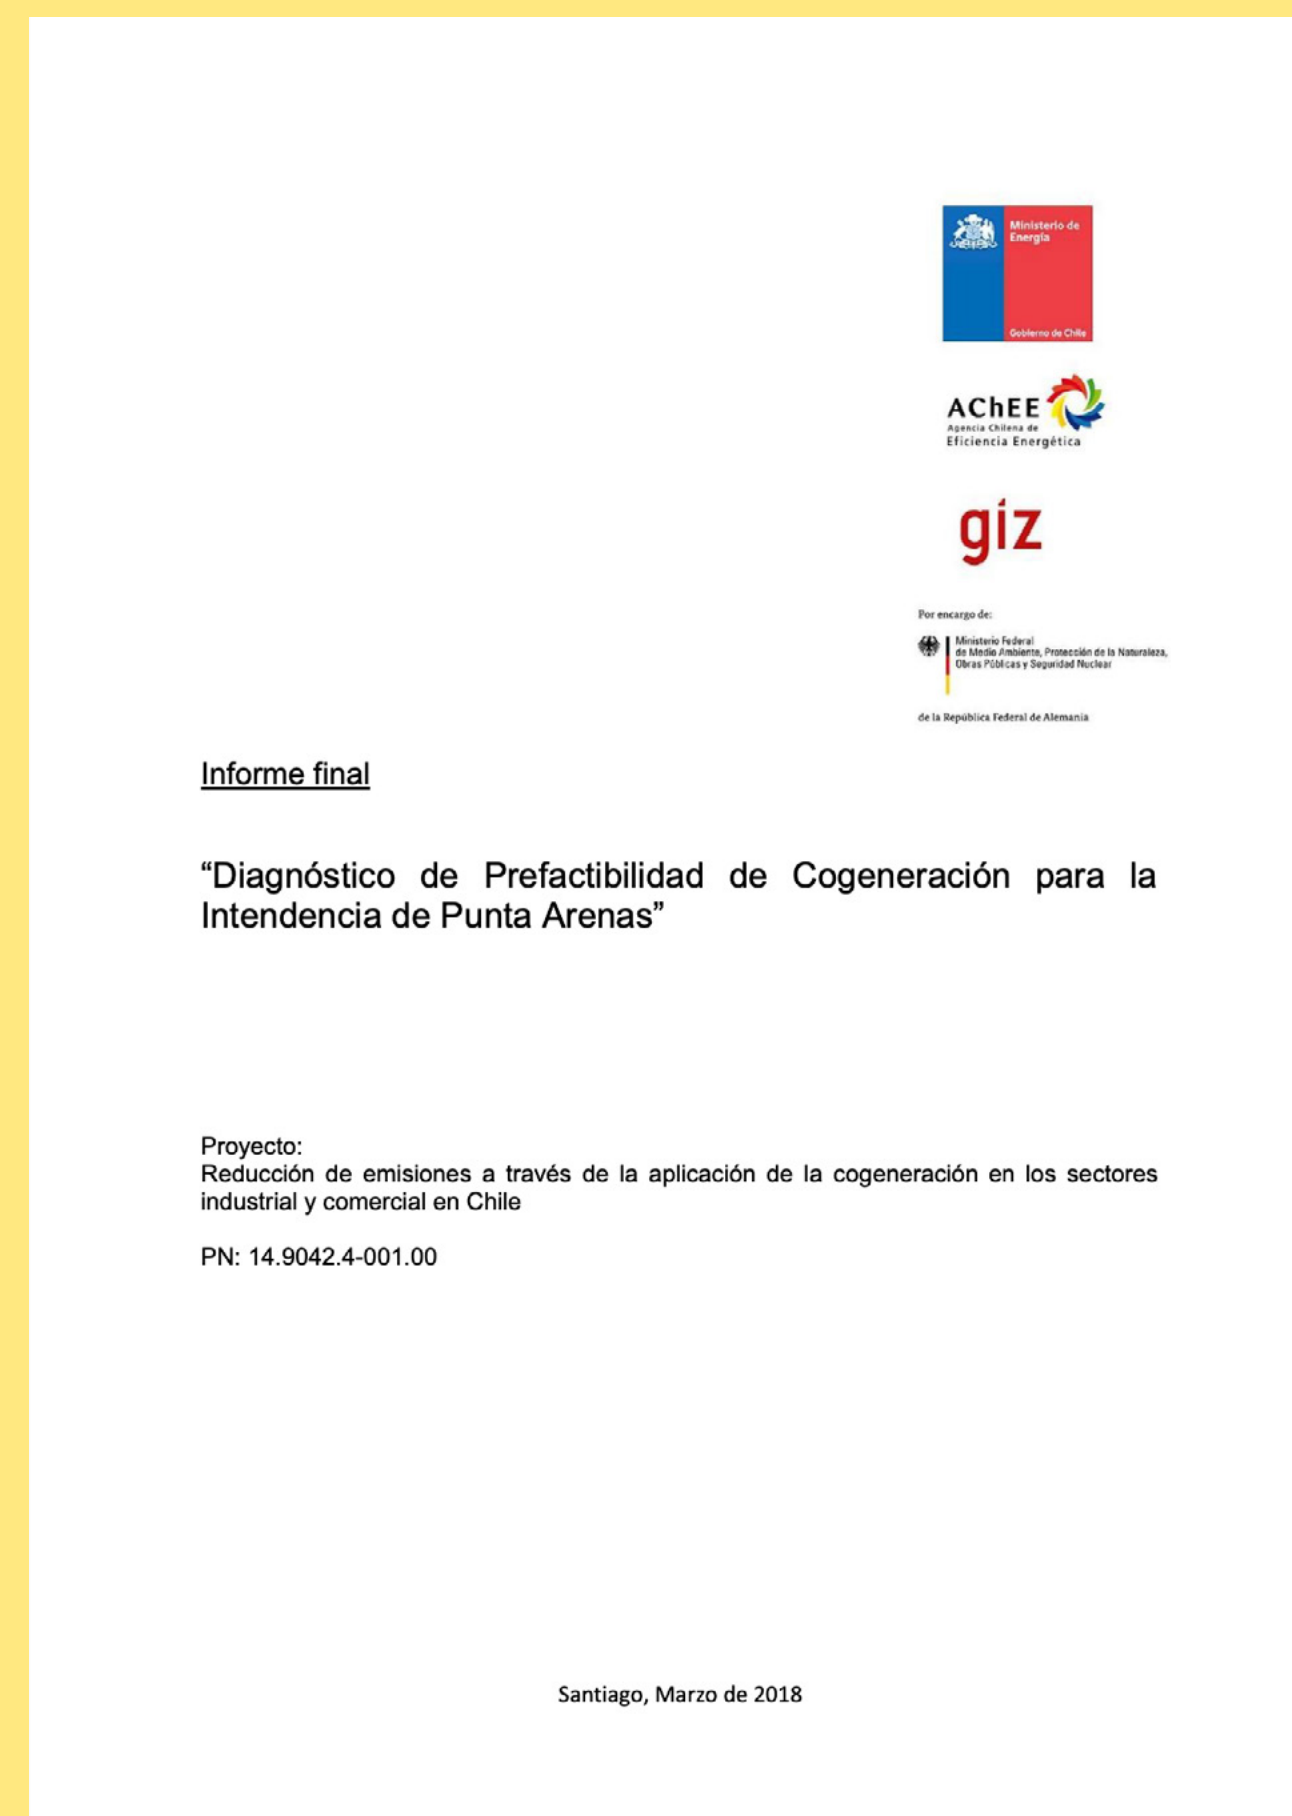 Ministerio de
Energía
Gobierno de Chile
AChEE
Agencia Chilena de
Eficiencia Energética
giz
Por encargo de:
Ministerio Federal
de Medio Ambiente, Protección de la Naturaleza,
Obras Públicas y Seguridad Nuclear
de la República Federal de Alemania
Informe final
“Diagnóstico de Prefactibilidad de Cogeneración para la
Intendencia de Punta Arenas”
Proyecto:
Reducción de emisiones a través de la aplicación de la cogeneración en los sectores
industrial y comercial en Chile
PN: 14.9042.4-001.00
Santiago, Marzo de 2018